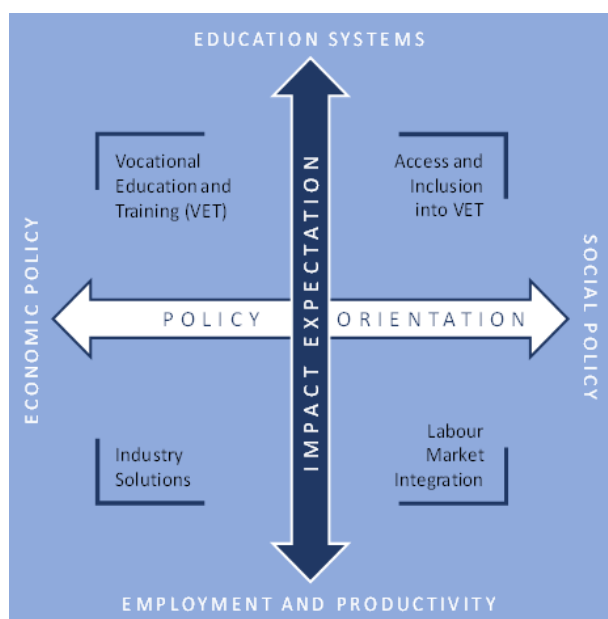 EDUCATION SYSTEMS
Vocational
Education and
Training (VET)
Access and
Inclusion
into VET
ECONOMIC POLICY
POLICY ORIENTATION
IMPACT EXPECTATION
SOCIAL POLICY
Industry
Solutions
Labour
Market
Integration
EMPLOYMENT AND PRODUCTIVITY